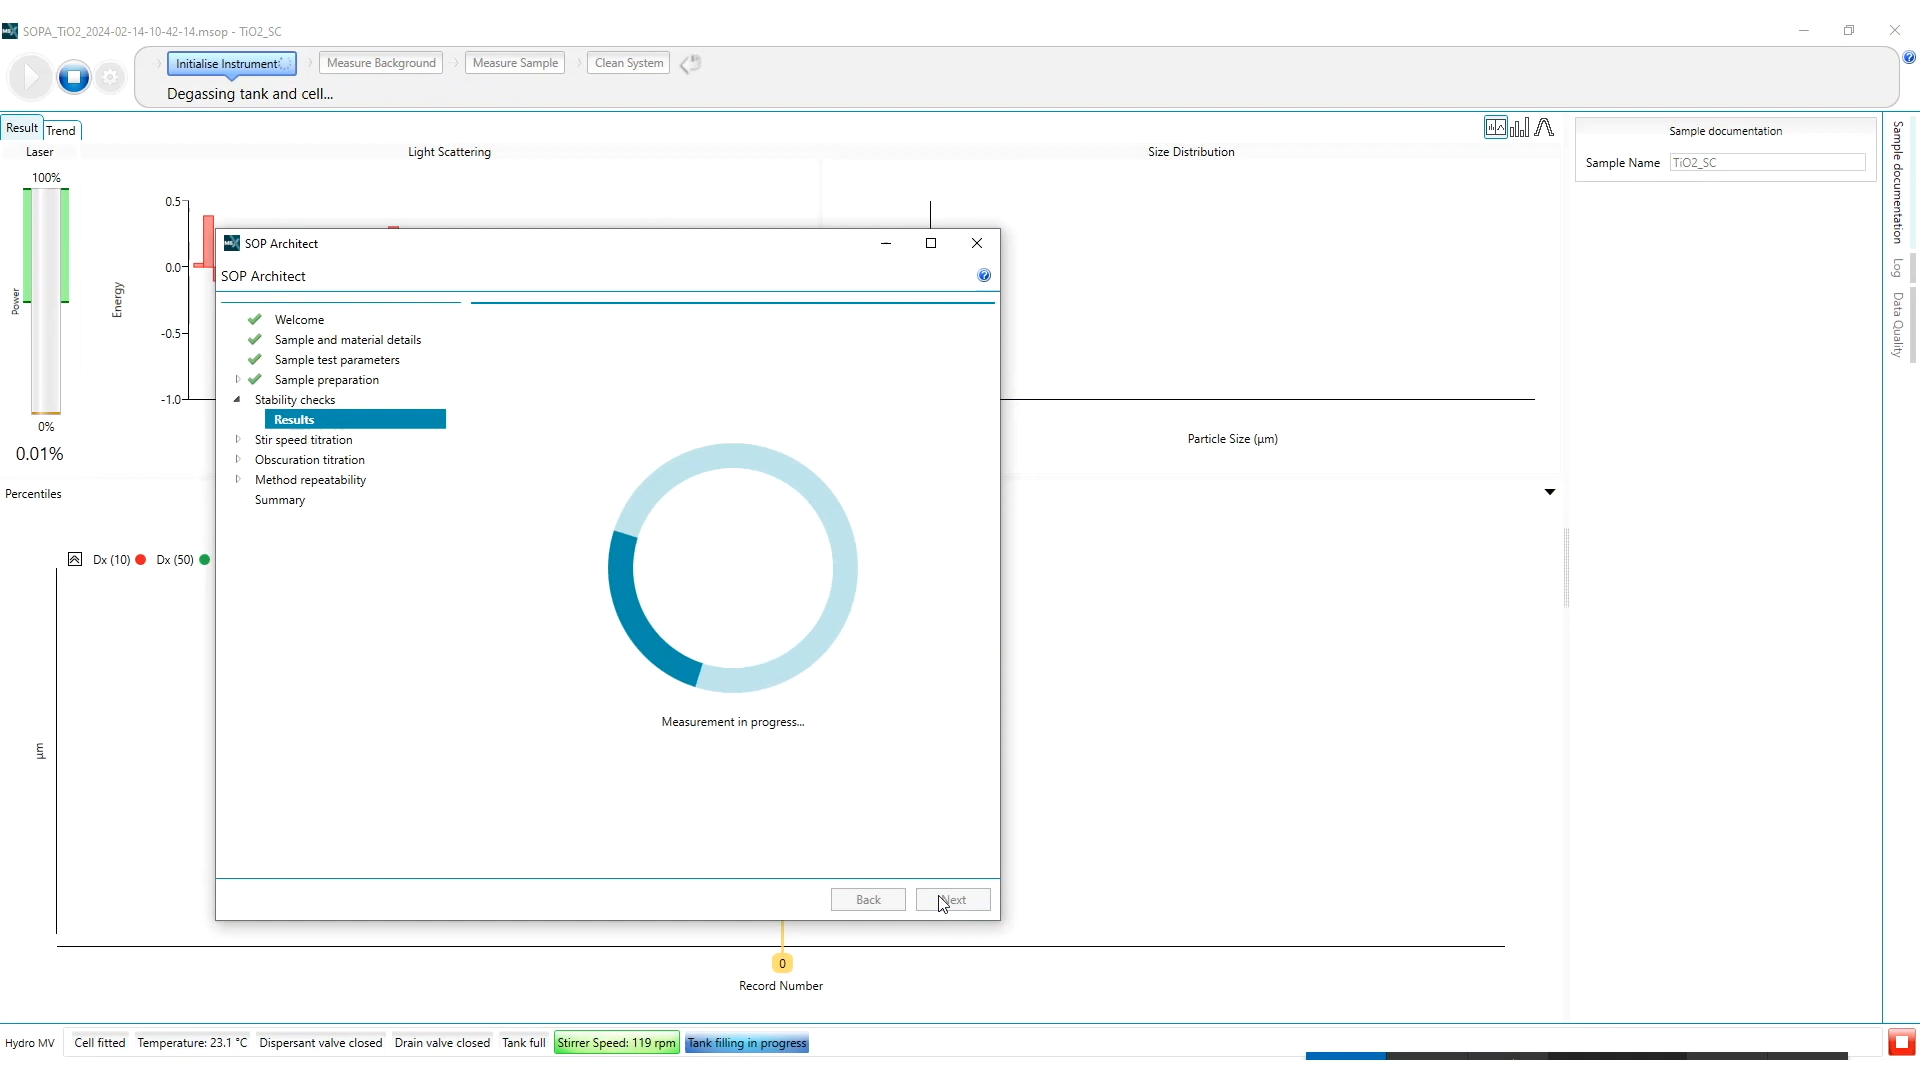 SOPA_TiO2_2024-02-14-10-42-14.msop - TiO2_SC
Initialise Instrument
Measure Background
Measure Sample
Clean System
Degassing tank and cell...
Result
Trend
Laser
Light Scattering
Size Distribution
Sample documentation
Sample Name
TiO2_SC
Sample documentation
Log
Data Quality
100%
Power
0%
0.01%
Energy
0.5
0.0
-0.5
-1.0
Particle Size (µm)
Percentiles
Dx (10)
Dx (50)
µm
0
Record Number
SOP Architect
SOP Architect
Welcome
Sample and material details
Sample test parameters
Sample preparation
Stability checks
Results
Stir speed titration
Obscuration titration
Method repeatability
Summary
Measurement in progress...
Back
Next
Hydro MV
Cell fitted
Temperature: 23.1 °C
Dispersant valve closed
Drain valve closed
Tank full
Stirrer Speed: 119 rpm
Tank filling in progress